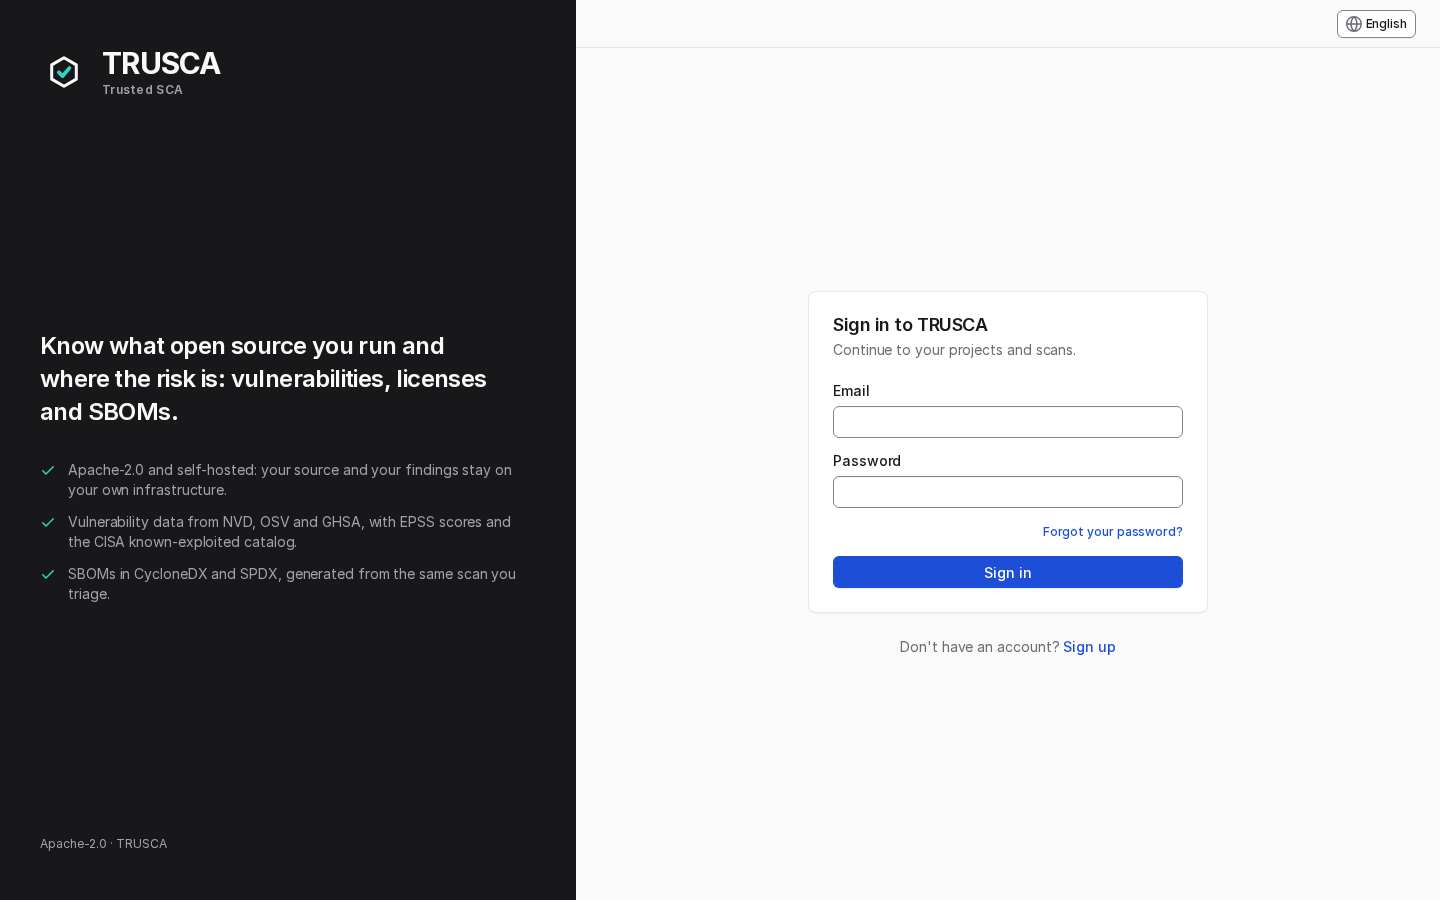 TRUSCA
Trusted SCA
Know what open source you run and
where the risk is: vulnerabilities, licenses
and SBOMs.
Apache-2.0 and self-hosted: your source and your findings stay on
your own infrastructure.
Vulnerability data from NVD, OSV and GHSA, with EPSS scores and
the CISA known-exploited catalog.
SBOMs in CycloneDX and SPDX, generated from the same scan you
triage.
Apache-2.0 · TRUSCA
English
Sign in to TRUSCA
Continue to your projects and scans.
Email
Password
Forgot your password?
Sign in
Don't have an account? Sign up